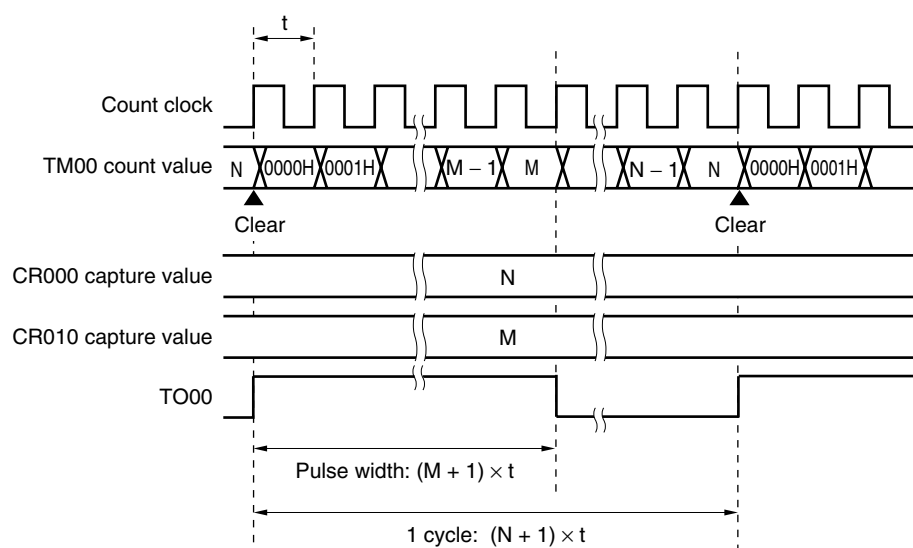 t
Count clock
TM00 count value N 0000H 0001H M – 1 M N – 1 N 0000H 0001H
Clear Clear
CR000 capture value N
CR010 capture value M
TO00
Pulse width: (M + 1) × t
1 cycle: (N + 1) × t